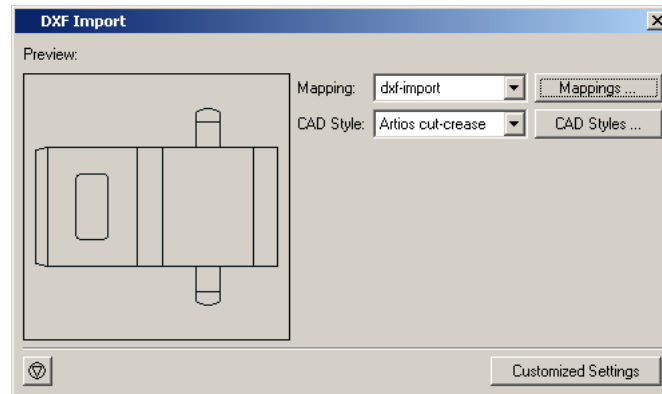 DXF Import
Preview:
Mapping: dxf-import Mappings ...
CAD Style: Artios cut-crease CAD Styles ...
Customized Settings